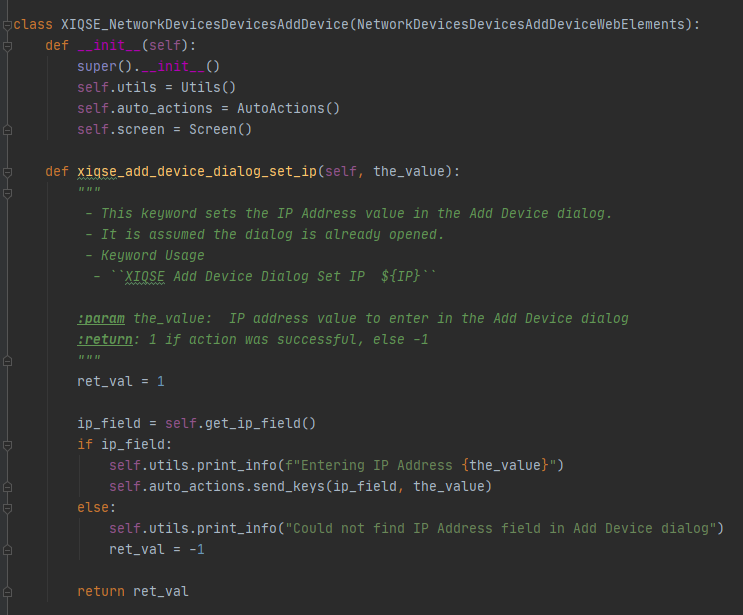 class XIQSE_NetworkDevicesDevicesAddDevice(NetworkDevicesDevicesAddDeviceWebElements):
    def __init__(self):
        super().__init__()
        self.utils = Utils()
        self.auto_actions = AutoActions()
        self.screen = Screen()

    def xiqse_add_device_dialog_set_ip(self, the_value):
        """
         - This keyword sets the IP Address value in the Add Device dialog.
         - It is assumed the dialog is already opened.
         - Keyword Usage
          - ``XIQSE Add Device Dialog Set IP  ${IP}``

        :param the_value:  IP address value to enter in the Add Device dialog
        :return: 1 if action was successful, else -1
        """
        ret_val = 1

        ip_field = self.get_ip_field()
        if ip_field:
            self.utils.print_info(f"Entering IP Address {the_value}")
            self.auto_actions.send_keys(ip_field, the_value)
        else:
            self.utils.print_info("Could not find IP Address field in Add Device dialog")
            ret_val = -1

        return ret_val